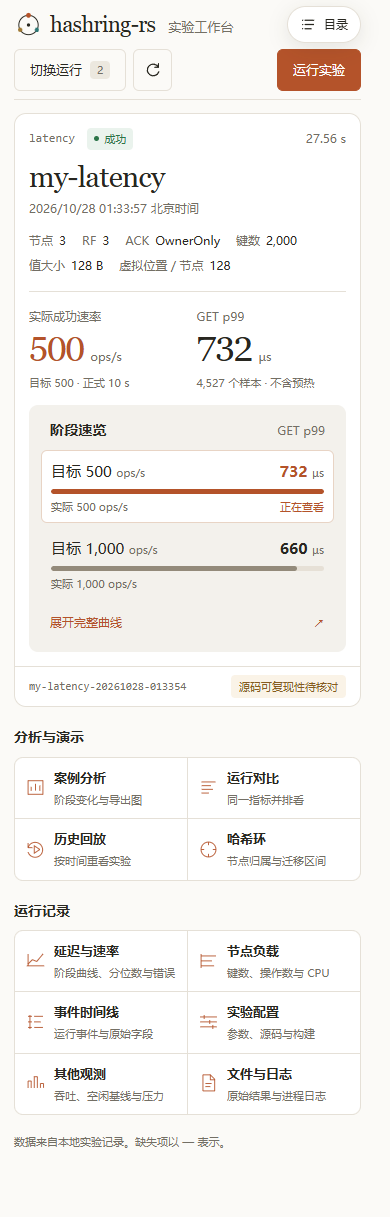 hashring-rs 实验工作台 目录
切换运行 2 运行实验
latency 成功 27.56 s
my-latency
2026/10/28 01:33:57 北京时间
节点 3 RF 3 ACK OwnerOnly 键数 2,000
值大小 128 B 虚拟位置 / 节点 128
实际成功速率 GET p99
500 ops/s 732 μs
目标 500 · 正式 10 s 4,527 个样本 · 不含预热
阶段速览 GET p99
目标 500 ops/s 732 μs
实际 500 ops/s 正在查看
目标 1,000 ops/s 660 μs
实际 1,000 ops/s
展开完整曲线 ↗
my-latency-20261028-013354 源码可复现性待核对
分析与演示
案例分析 运行对比
阶段变化与导出图 同一指标并排看
历史回放 哈希环
按时间重看实验 节点归属与迁移区间
运行记录
延迟与速率 节点负载
阶段曲线、分位数与错误 键数、操作数与 CPU
事件时间线 实验配置
运行事件与原始字段 参数、源码与构建
其他观测 文件与日志
吞吐、空闲基线与压力 原始结果与进程日志
数据来自本地实验记录。缺失项以 — 表示。